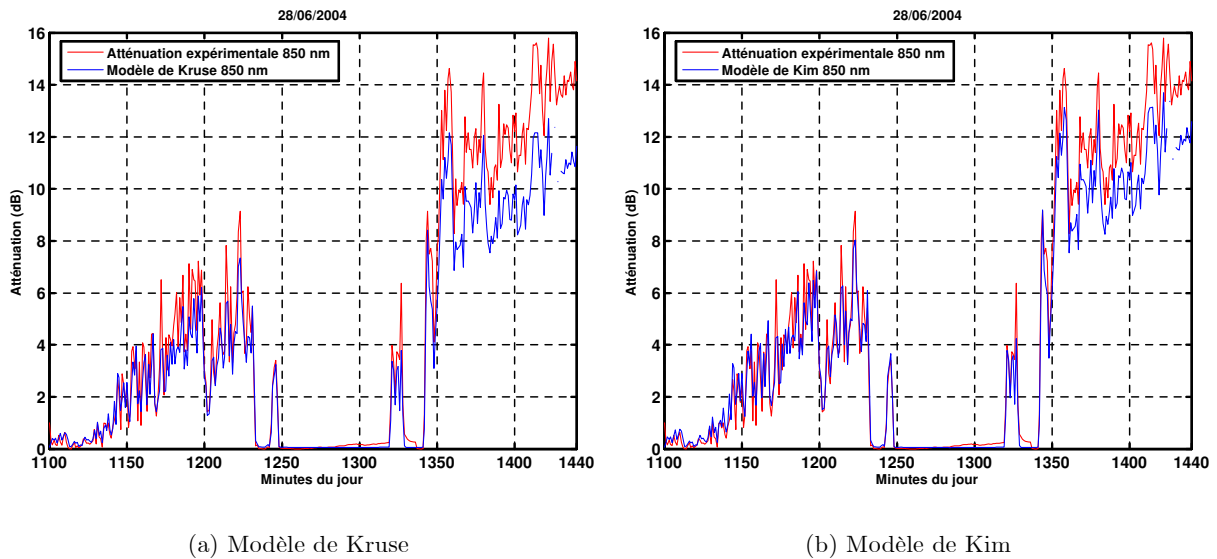 28/06/2004
Atténuation expérimentale 850 nm
Modèle de Kruse 850 nm
Atténuation (dB)
16
14
12
10
8
6
4
2
0
1100 1150 1200 1250 1300 1350 1400 1440
Minutes du jour
(a) Modèle de Kruse
28/06/2004
Atténuation expérimentale 850 nm
Modèle de Kim 850 nm
Atténuation (dB)
16
14
12
10
8
6
4
2
0
1100 1150 1200 1250 1300 1350 1400 1440
Minutes du jour
(b) Modèle de Kim